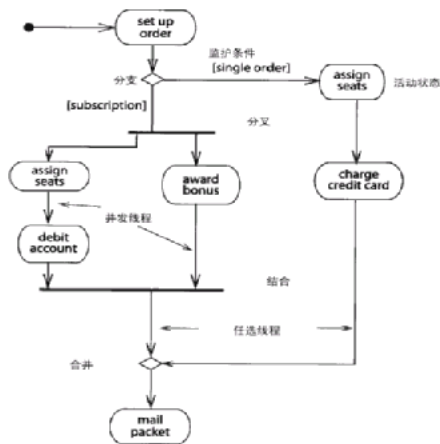 set up
order
监护条件
分支
[single order]
assign
seats
活动状态
[subscription]
分叉
assign
seats
award
bonus
charge
credit card
并发线程
debit
account
结合
任选线程
合并
mail
packet